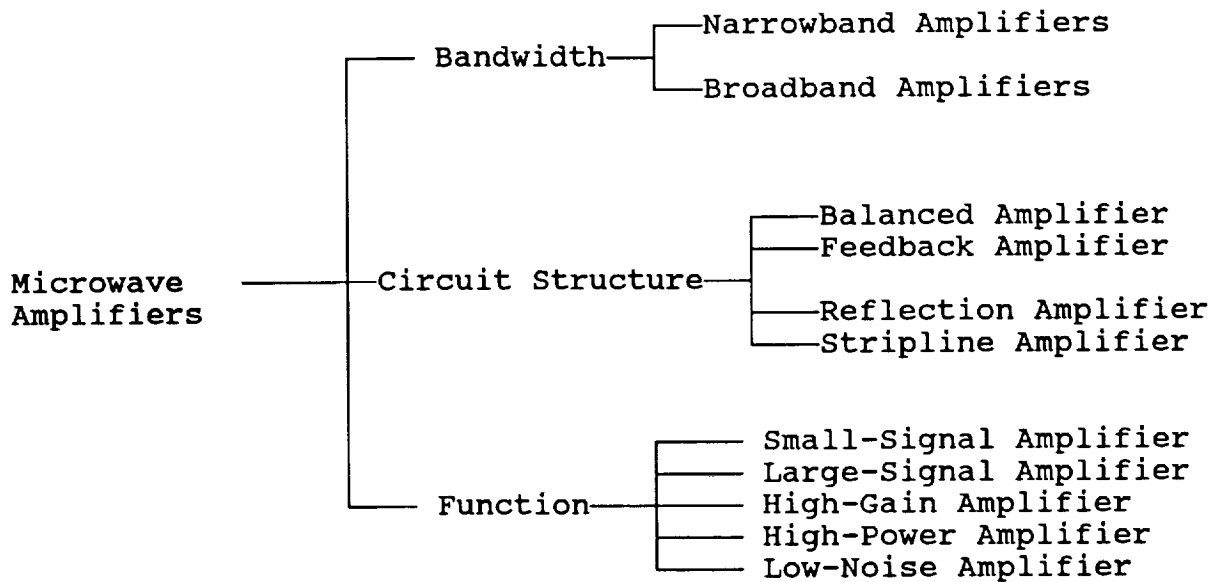 Narrowband Amplifiers
Bandwidth
Broadband Amplifiers
Balanced Amplifier
Feedback Amplifier
Microwave
Amplifiers
Circuit Structure
Reflection Amplifier
Stripline Amplifier
Small-Signal Amplifier
Large-Signal Amplifier
Function
High-Gain Amplifier
High-Power Amplifier
Low-Noise Amplifier